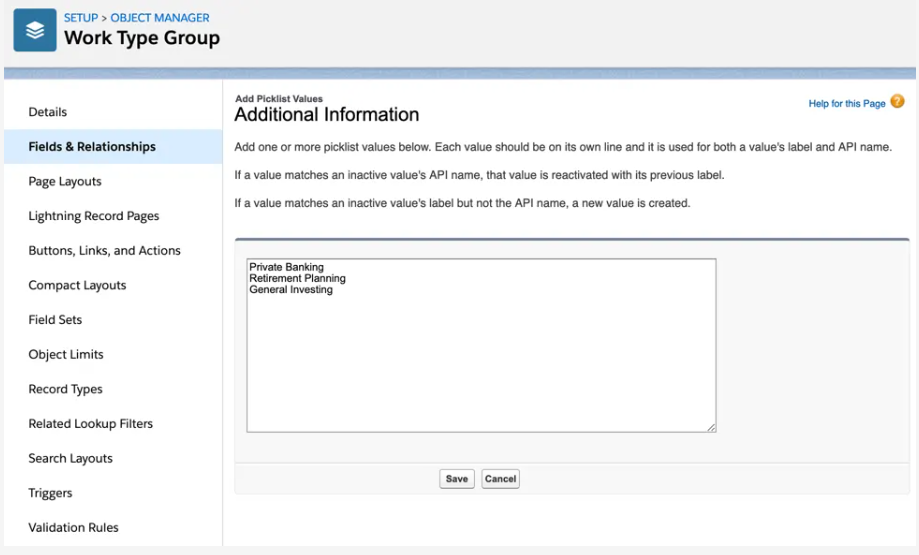 SETUP > OBJECT MANAGER
Work Type Group
Details
Fields & Relationships
Page Layouts
Lightning Record Pages
Buttons, Links, and Actions
Compact Layouts
Field Sets
Object Limits
Record Types
Related Lookup Filters
Search Layouts
Triggers
Validation Rules
Add Picklist Values
Additional Information
Help for this Page ?
Add one or more picklist values below. Each value should be on its own line and it is used for both a value's label and API name.
If a value matches an inactive value's API name, that value is reactivated with its previous label.
If a value matches an inactive value's label but not the API name, a new value is created.
Private Banking
Retirement Planning
General Investing
Save Cancel